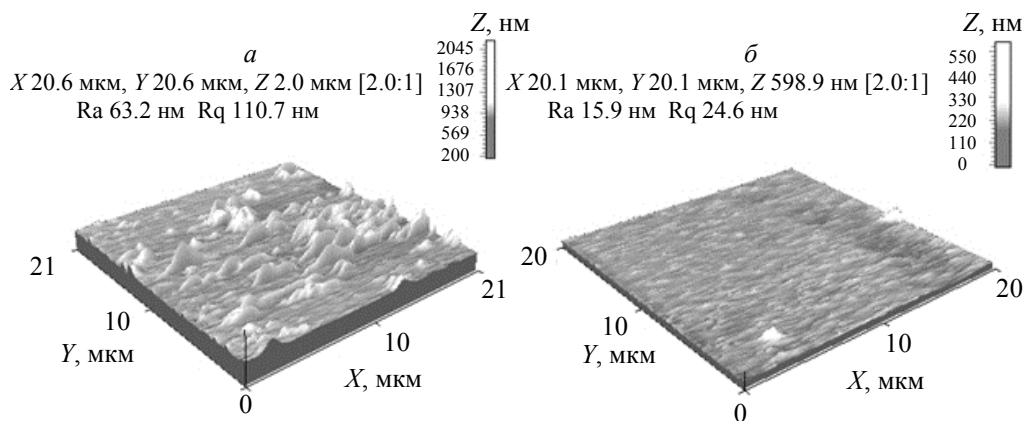 а
X 20.6 мкм, Y 20.6 мкм, Z 2.0 мкм [2.0:1]
Ra 63.2 нм Rq 110.7 нм
Z, нм
2045
1676
1307
938
569
200
21
10
Y, мкм
0
10
21
X, мкм
б
X 20.1 мкм, Y 20.1 мкм, Z 598.9 нм [2.0:1]
Ra 15.9 нм Rq 24.6 нм
Z, нм
550
440
330
220
110
0
20
10
Y, мкм
0
10
20
X, мкм